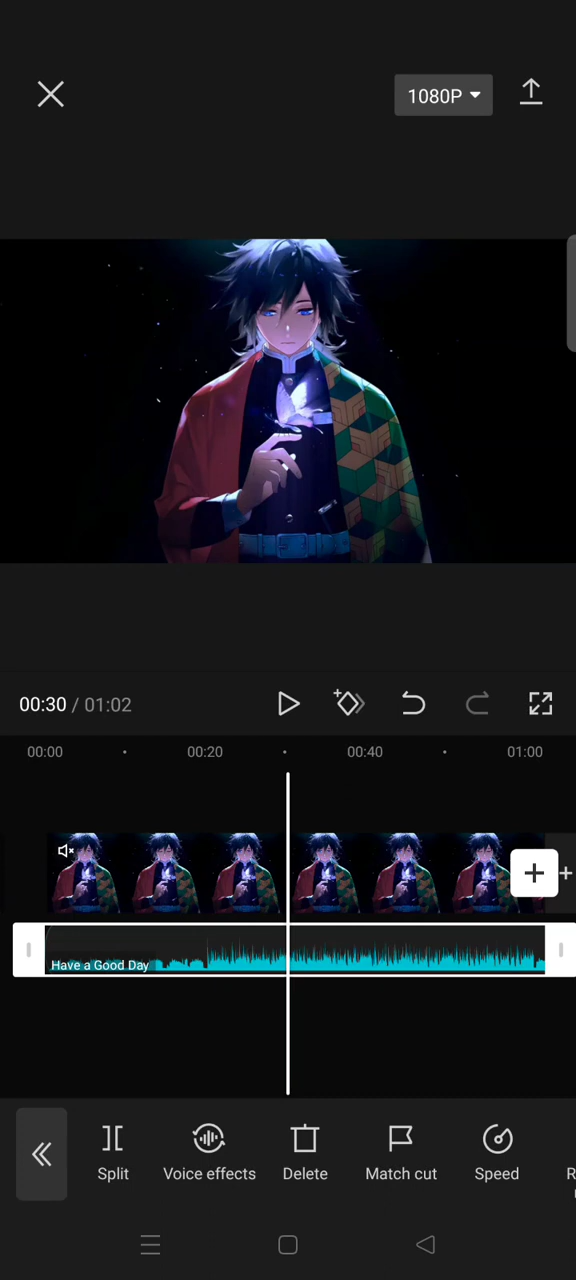 1080P
00:30 / 01:02
00:00 00:20 00:40 01:00
Have a Good Day
Split Voice effects Delete Match cut Speed